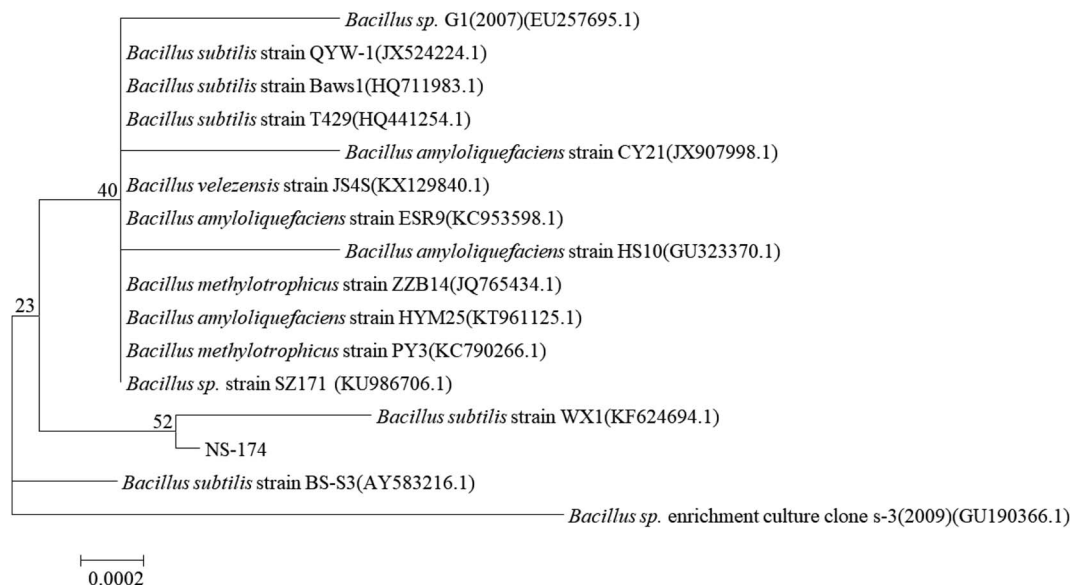 Bacillus sp. G1(2007)(EU257695.1)
Bacillus subtilis strain QYW-1(JX524224.1)
Bacillus subtilis strain Baws1(HQ711983.1)
Bacillus subtilis strain T429(HQ441254.1)
Bacillus amyloliquefaciens strain CY21(JX907998.1)
40
Bacillus velezensis strain JS4S(KX129840.1)
Bacillus amyloliquefaciens strain ESR9(KC953598.1)
Bacillus amyloliquefaciens strain HS10(GU323370.1)
Bacillus methylotrophicus strain ZZB14(JQ765434.1)
23
Bacillus amyloliquefaciens strain HYM25(KT961125.1)
Bacillus methylotrophicus strain PY3(KC790266.1)
Bacillus sp. strain SZ171 (KU986706.1)
52
Bacillus subtilis strain WX1(KF624694.1)
NS-174
Bacillus subtilis strain BS-S3(AY583216.1)
Bacillus sp. enrichment culture clone s-3(2009)(GU190366.1)
0.0002